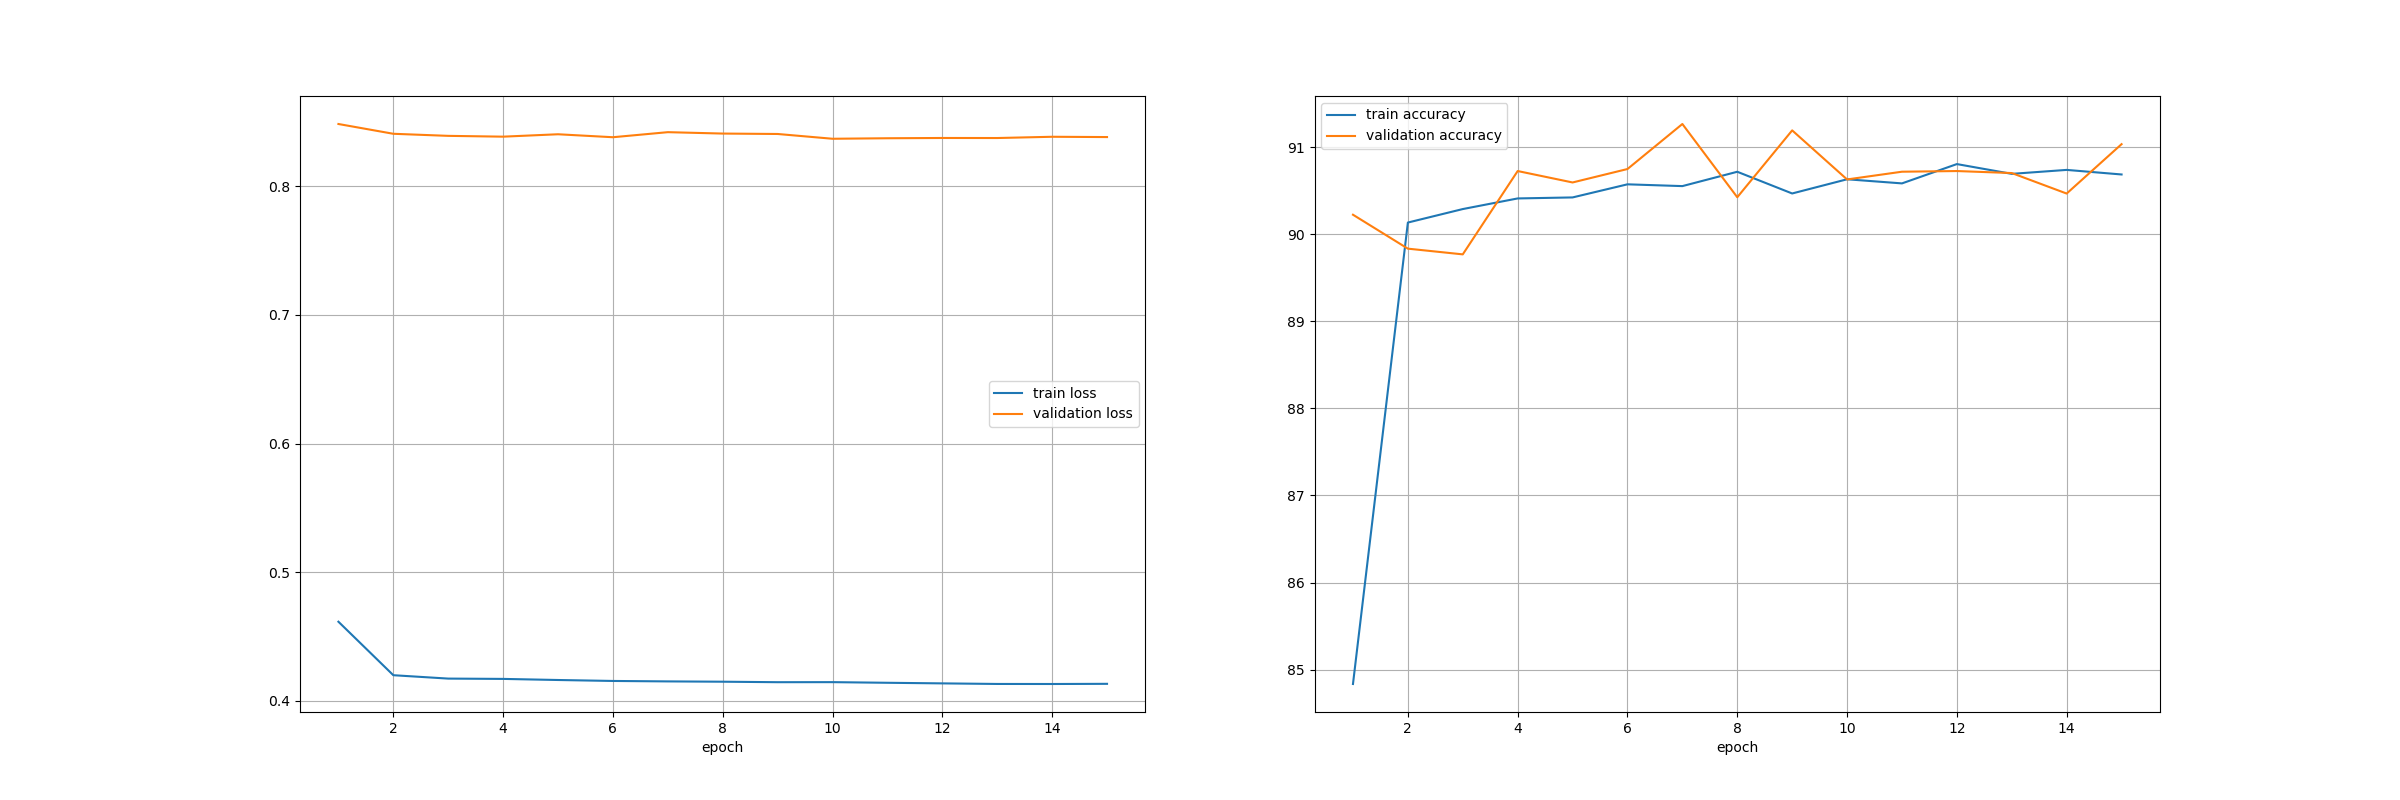 0.8
0.7
0.6
0.5
0.4
2 4 6 8 10 12 14
epoch
train loss
validation loss
train accuracy
validation accuracy
91
90
89
88
87
86
85
2 4 6 8 10 12 14
epoch